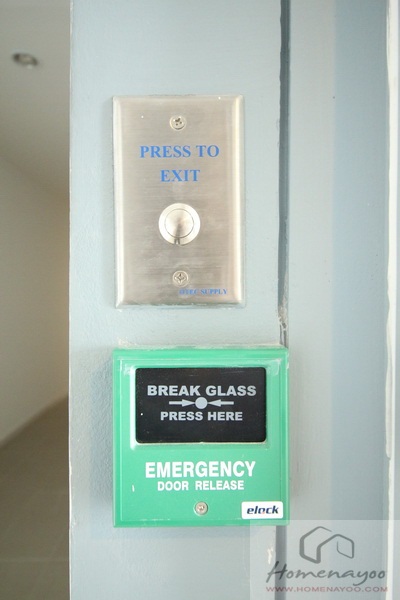 PRESS TO
EXIT
BREAK GLASS
PRESS HERE
EMERGENCY
DOOR RELEASE
elock
Homenayoo
WWW.HOMENAYOO.COM